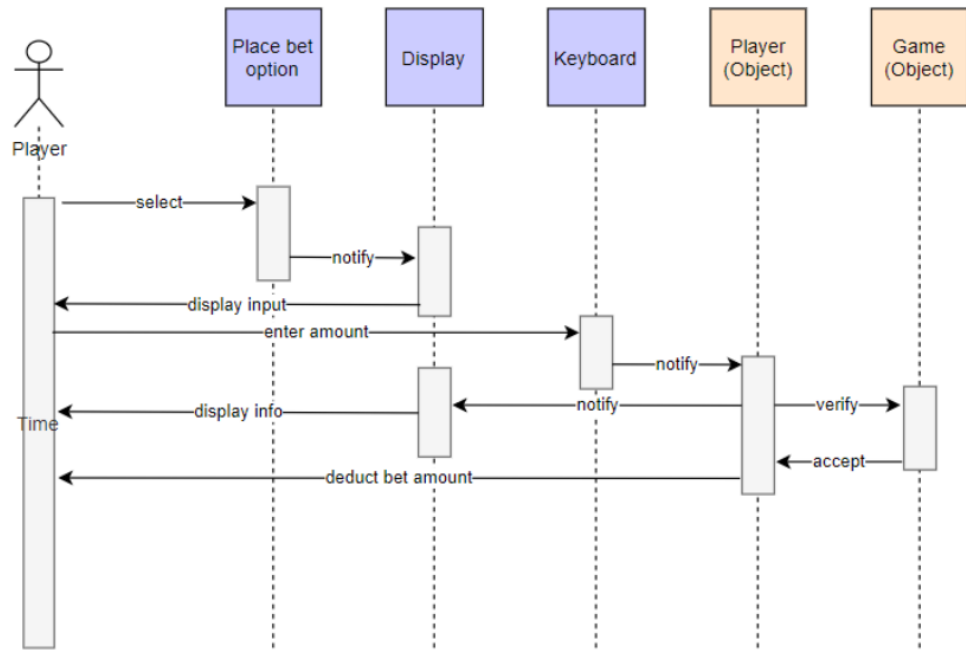 Place bet
option
Display
Keyboard
Player
(Object)
Game
(Object)
Player
select
notify
display input
enter amount
notify
display info
notify
verify
Time
accept
deduct bet amount